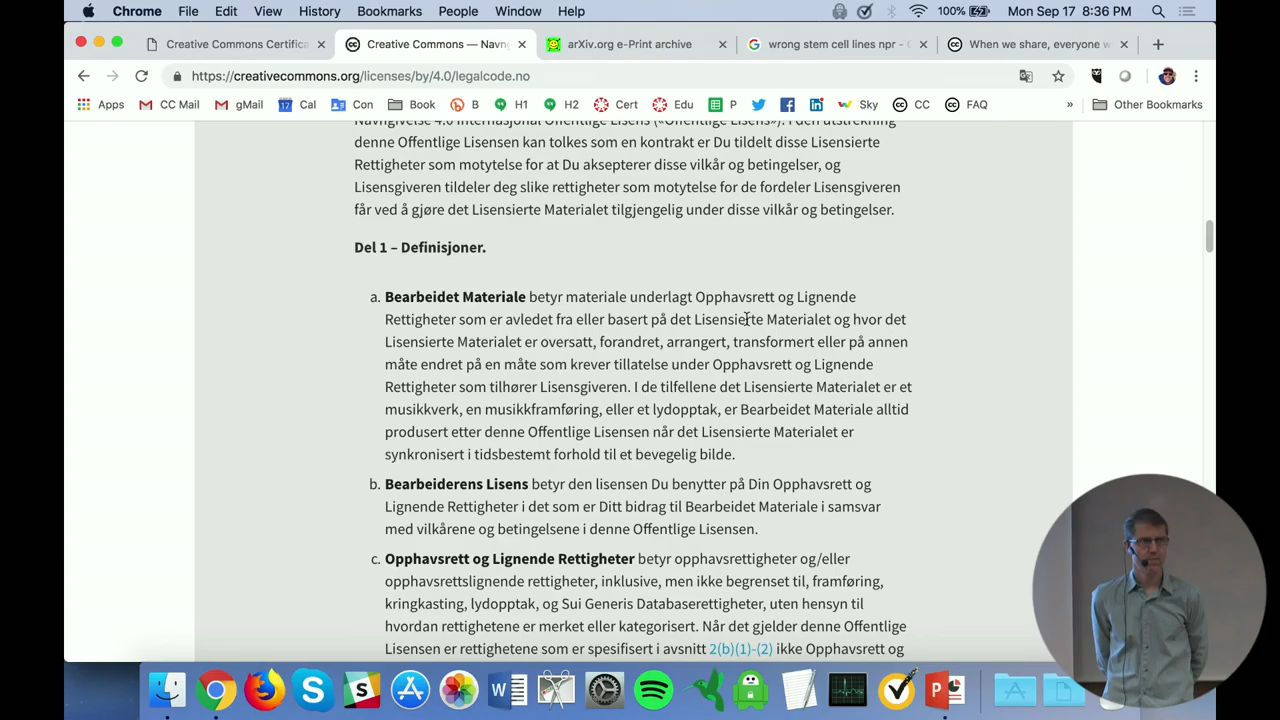 Chrome File Edit View History Bookmarks People Window Help 100% Mon Sep 17 8:36 PM
Creative Commons Certifica × Creative Commons — Navng × arXiv.org e-Print archive × wrong stem cell lines npr - G × When we share, everyone w ×
https://creativecommons.org/licenses/by/4.0/legalcode.no
Apps CC Mail gMail Cal Con Book B H1 H2 Cert Edu P Sky CC FAQ » Other Bookmarks
Navngivelse 4.0 Internasjonal Offentlige Lisens («Offentlige Lisens»). I den utstrekning
denne Offentlige Lisensen kan tolkes som en kontrakt er Du tildelt disse Lisensierte
Rettigheter som motytelse for at Du aksepterer disse vilkår og betingelser, og
Lisensgiveren tildeler deg slike rettigheter som motytelse for de fordeler Lisensgiveren
får ved å gjøre det Lisensierte Materialet tilgjengelig under disse vilkår og betingelser.
Del 1 – Definisjoner.
a. Bearbeidet Materiale betyr materiale underlagt Opphavsrett og Lignende
Rettigheter som er avledet fra eller basert på det Lisensierte Materialet og hvor det
Lisensierte Materialet er oversatt, forandret, arrangert, transformert eller på annen
måte endret på en måte som krever tillatelse under Opphavsrett og Lignende
Rettigheter som tilhører Lisensgiveren. I de tilfellene det Lisensierte Materialet er et
musikkverk, en musikkframføring, eller et lydopptak, er Bearbeidet Materiale alltid
produsert etter denne Offentlige Lisensen når det Lisensierte Materialet er
synkronisert i tidsbestemt forhold til et bevegelig bilde.
b. Bearbeiderens Lisens betyr den lisensen Du benytter på Din Opphavsrett og
Lignende Rettigheter i det som er Ditt bidrag til Bearbeidet Materiale i samsvar
med vilkårene og betingelsene i denne Offentlige Lisensen.
c. Opphavsrett og Lignende Rettigheter betyr opphavsrettigheter og/eller
opphavsrettslignende rettigheter, inklusive, men ikke begrenset til, framføring,
kringkasting, lydopptak, og Sui Generis Databaserettigheter, uten hensyn til
hvordan rettighetene er merket eller kategorisert. Når det gjelder denne Offentlige
Lisensen er rettighetene som er spesifisert i avsnitt 2(b)(1)-(2) ikke Opphavsrett og